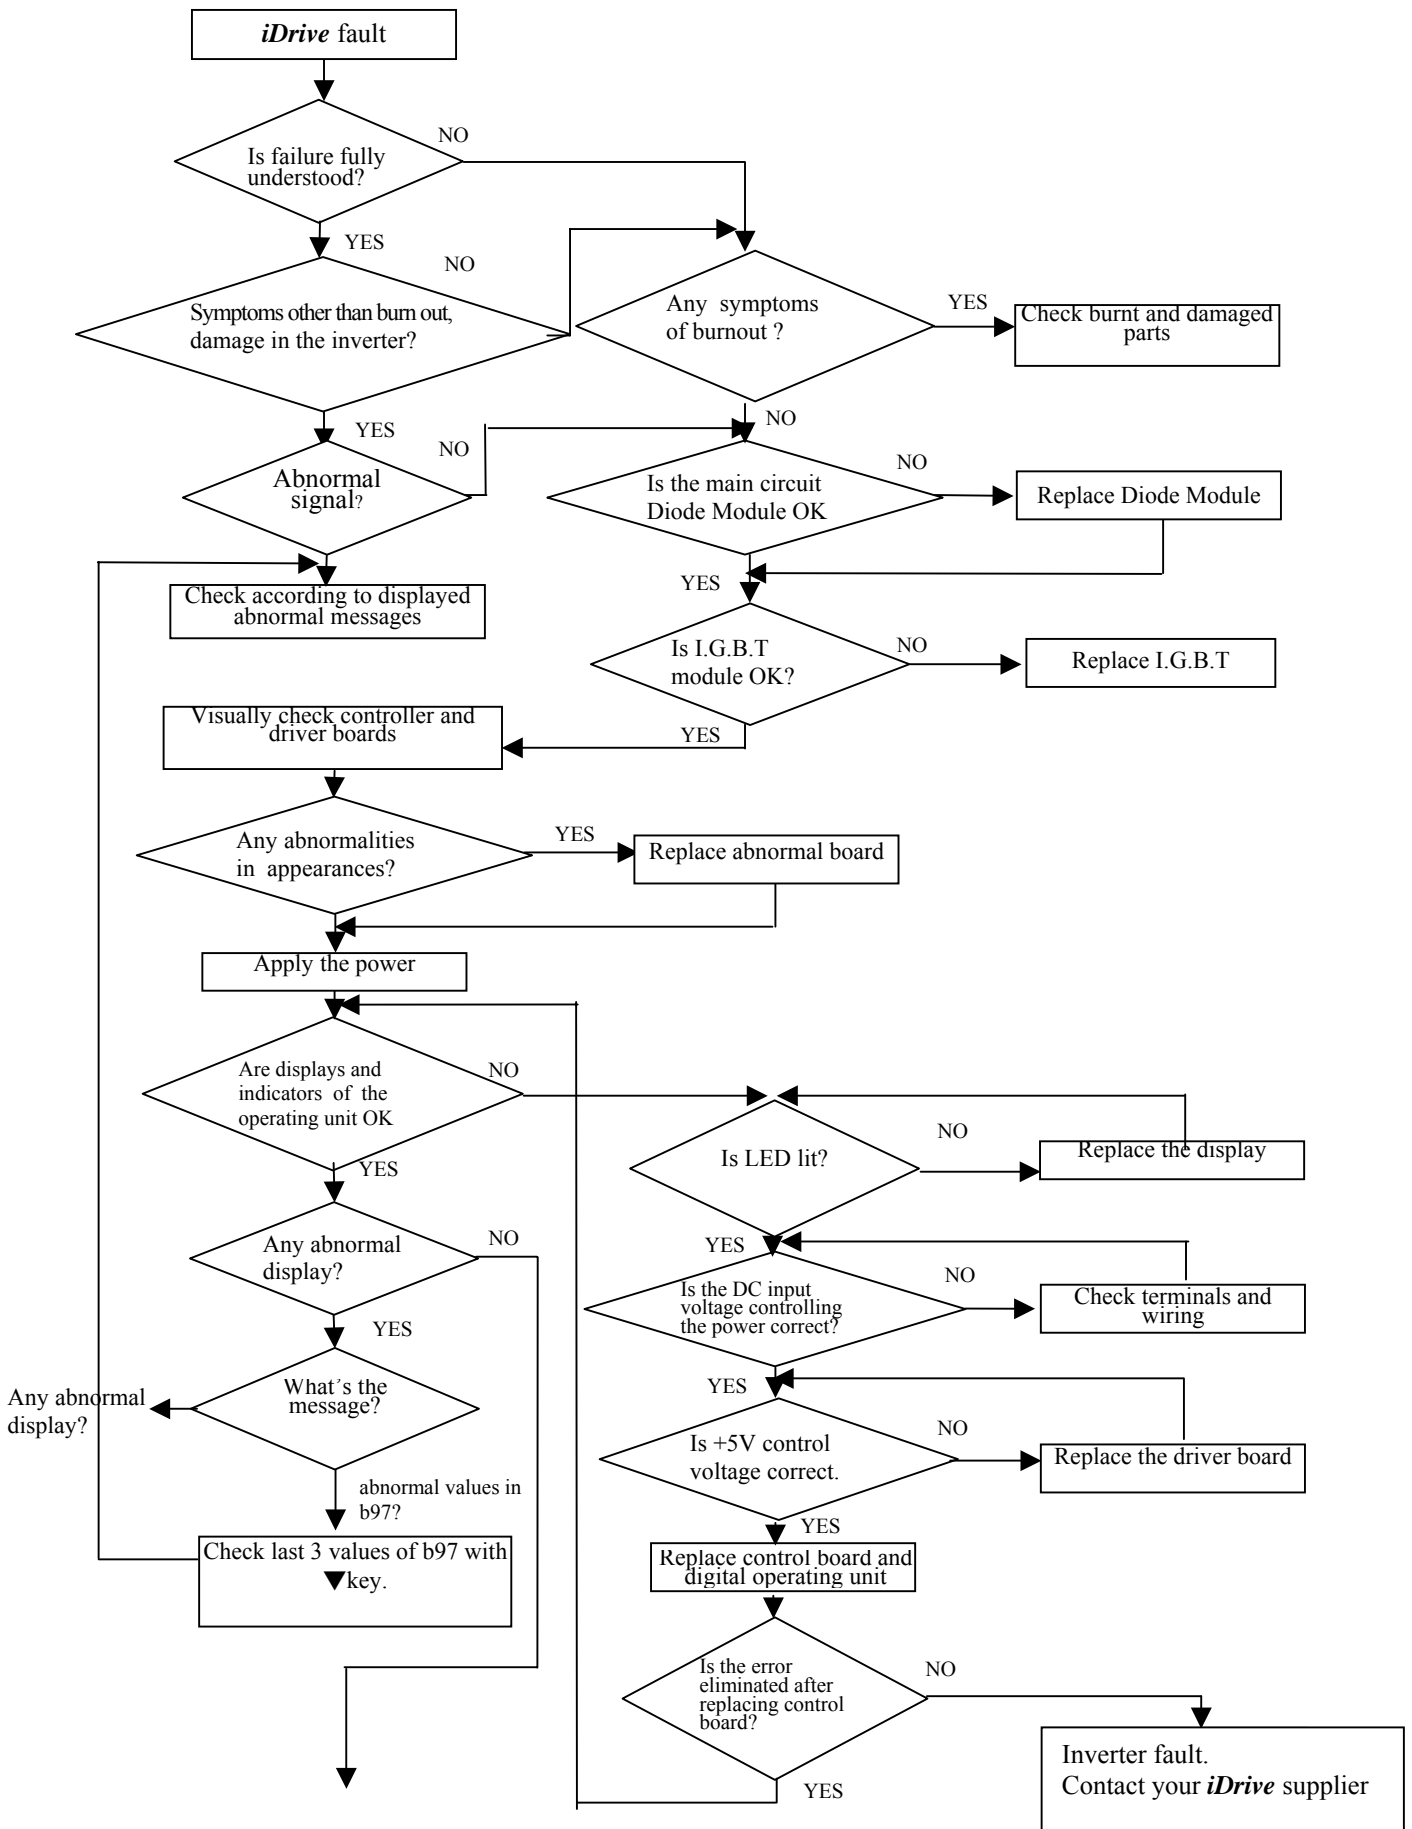 iDrive fault
NO
Is failure fully
understood?
YES
NO
Symptoms other than burn out,
damage in the inverter?
Any symptoms
of burnout ?
YES
Check burnt and damaged
parts
YES
NO
NO
Abnormal
signal?
Is the main circuit
Diode Module OK
NO
Replace Diode Module
YES
Check according to displayed
abnormal messages
Is I.G.B.T
module OK?
NO
Replace I.G.B.T
YES
Visually check controller and
driver boards
Any abnormalities
in appearances?
YES
Replace abnormal board
Apply the power
Are displays and
indicators of the
operating unit OK
NO
YES
Is LED lit?
NO
Replace the display
Any abnormal
display?
NO
YES
Is the DC input
voltage controlling
the power correct?
NO
Check terminals and
wiring
YES
What's the
message?
Any abnormal
display?
YES
Is +5V control
voltage correct.
NO
Replace the driver board
abnormal values in
b97?
YES
Check last 3 values of b97 with
▼key.
Replace control board and
digital operating unit
Is the error
eliminated after
replacing control
board?
NO
YES
Inverter fault.
Contact your iDrive supplier